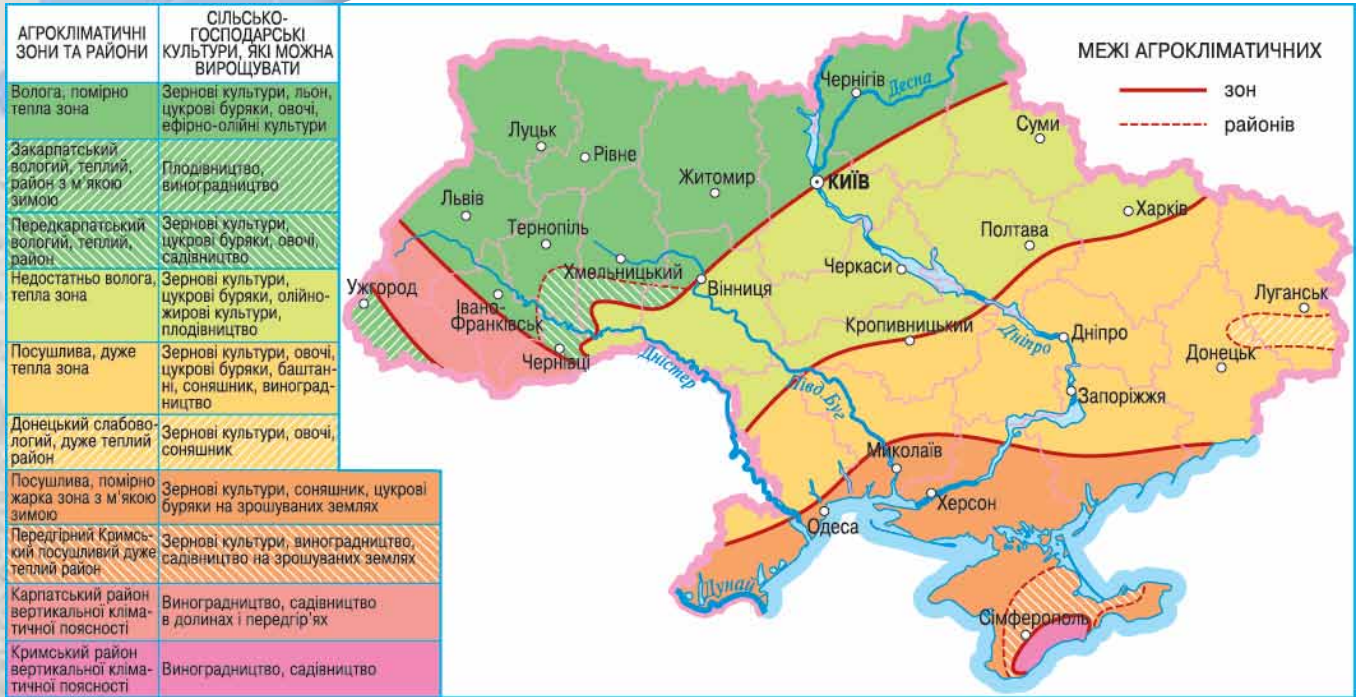 АГРОКЛІМАТИЧНІ
ЗОНИ ТА РАЙОНИ
СІЛЬСЬКО-
ГОСПОДАРСЬКІ
КУЛЬТУРИ, ЯКІ МОЖНА
ВИРОЩУВАТИ
Волога, помірно
тепла зона
Зернові культури, льон,
цукрові буряки, овочі,
ефірно-олійні культури
Закарпатський
вологий, теплий,
район з м’якою
зимою
Плодівництво,
виноградництво
Передкарпатський
вологий, теплий,
район
Зернові культури,
цукрові буряки, овочі,
садівництво
Недостатньо волога,
тепла зона
Зернові культури,
цукрові буряки, олійно-
жирові культури,
плодівництво
Посушлива, дуже
тепла зона
Зернові культури, овочі,
цукрові буряки, баштан-
ні, соняшник, виноград-
ництво
Донецький слабово-
логий, дуже теплий
район
Зернові культури, овочі,
соняшник
Посушлива, помірно
жарка зона з м’якою
зимою
Зернові культури, соняшник, цукрові
буряки на зрошуваних землях
Передгірний Кримсь-
кий посушливий дуже
теплий район
Зернові культури, виноградництво,
садівництво на зрошуваних землях
Карпатський район
вертикальної кліма-
тичної поясності
Виноградництво, садівництво
в долинах і передгір’ях
Кримський район
вертикальної кліма-
тичної поясності
Виноградництво, садівництво
МЕЖІ АГРОКЛІМАТИЧНИХ
зон
районів
Чернігів
Десна
Суми
Луцьк
Рівне
Житомир
КИЇВ
Львів
Харків
Тернопіль
Полтава
Хмельницький
Черкаси
Вінниця
Ужгород
Івано-
Франківськ
Луганськ
Кропивницький
Дніпро
Дніпро
Чернівці
Донецьк
Дністер
Півд. Буг
Запоріжжя
Миколаїв
Херсон
Одеса
Дунай
Сімферополь